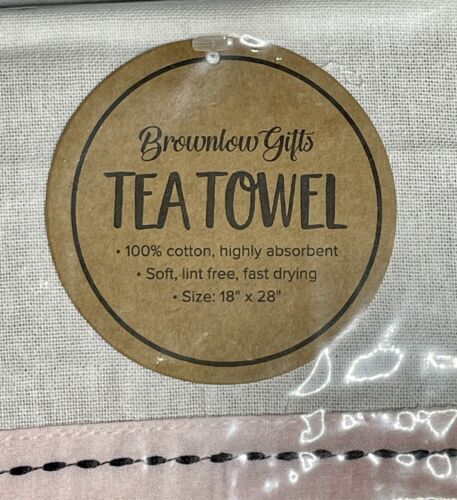 Brownlow Gifts
TEA TOWEL
• 100% cotton, highly absorbent
• Soft, lint free, fast drying
• Size: 18" x 28"